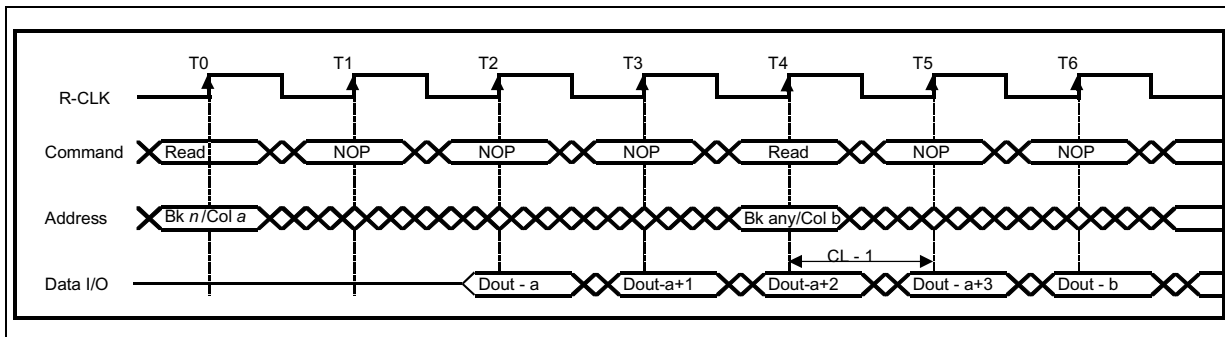 T0 T1 T2 T3 T4 T5 T6
R-CLK
Command Read NOP NOP NOP Read NOP NOP
Address Bk n/Col a Bk any/Col b
CL - 1
Data I/O Dout - a Dout-a+1 Dout-a+2 Dout - a+3 Dout - b